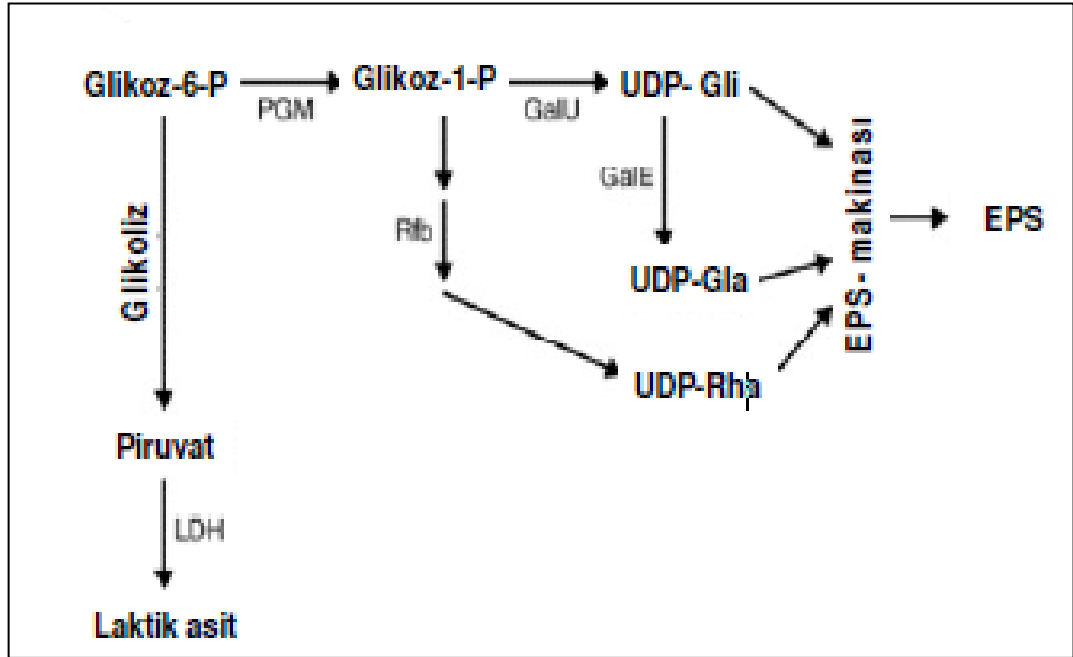 Glikoz-6-P
PGM
Glikoz-1-P
GalU
UDP- Gli
GalE
Rfb
UDP-Gla
UDP-Rha
EPS- makinası
EPS
Glikoliz
Piruvat
LDH
Laktik asit